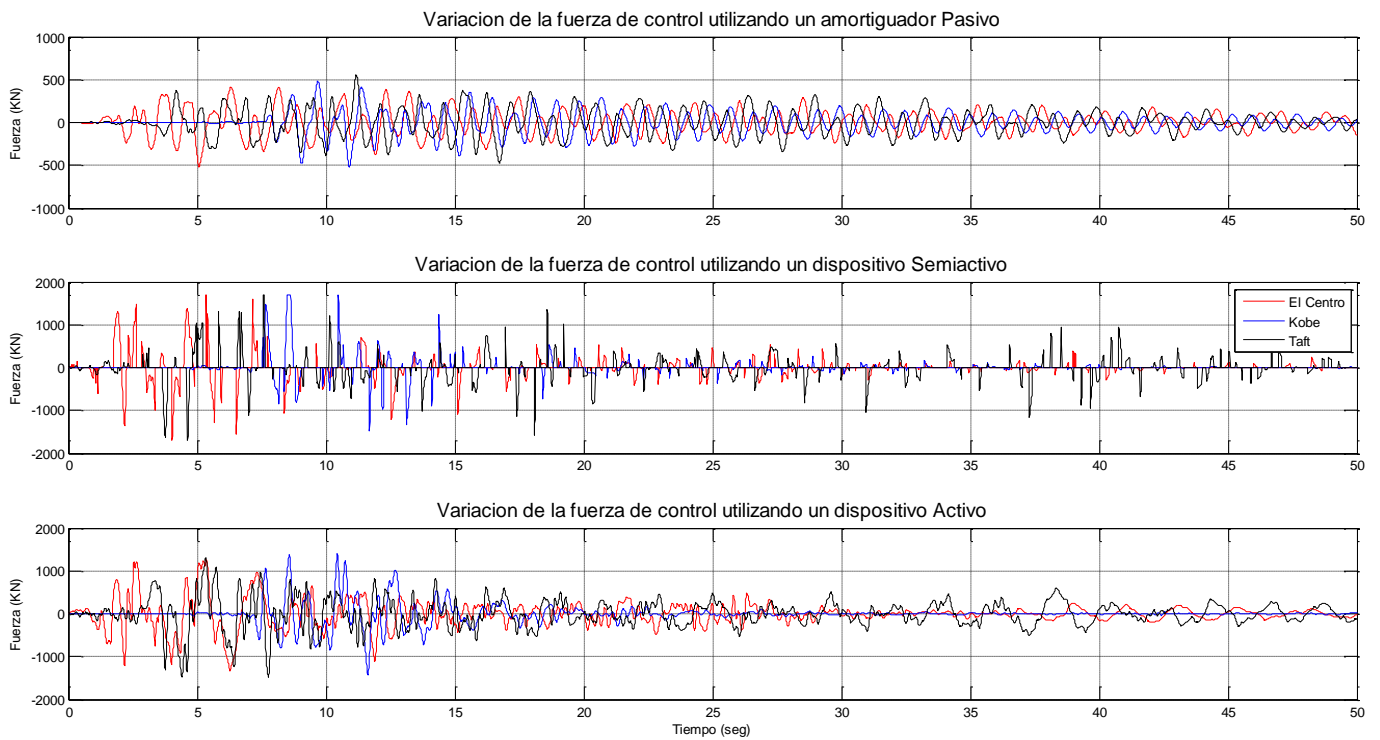 Variacion de la fuerza de control utilizando un amortiguador Pasivo
1000
500
0
-500
-1000
Fuerza (KN)
0 5 10 15 20 25 30 35 40 45 50
Variacion de la fuerza de control utilizando un dispositivo Semiactivo
2000
1000
0
-1000
-2000
Fuerza (KN)
El Centro
Kobe
Taft
0 5 10 15 20 25 30 35 40 45 50
Variacion de la fuerza de control utilizando un dispositivo Activo
2000
1000
0
-1000
-2000
Fuerza (KN)
0 5 10 15 20 25 30 35 40 45 50
Tiempo (seg)